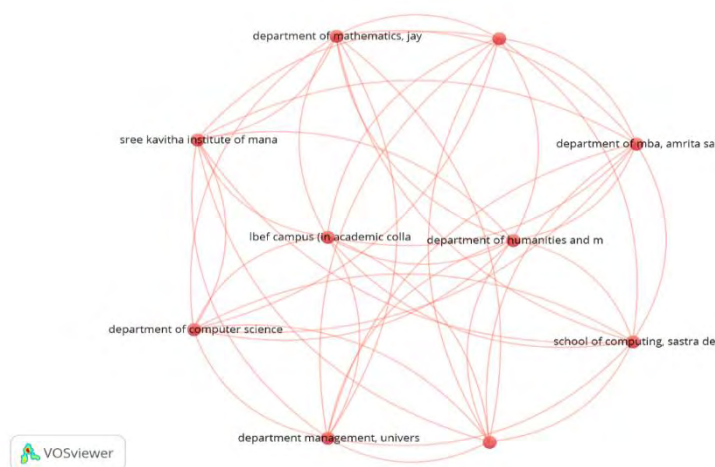 department of mathematics, jay
sree kavitha institute of mana
department of mba, amrita sa
lbef campus (in academic colla
department of humanities and m
department of computer science
school of computing, sastra de
department management, univers
VOSviewer